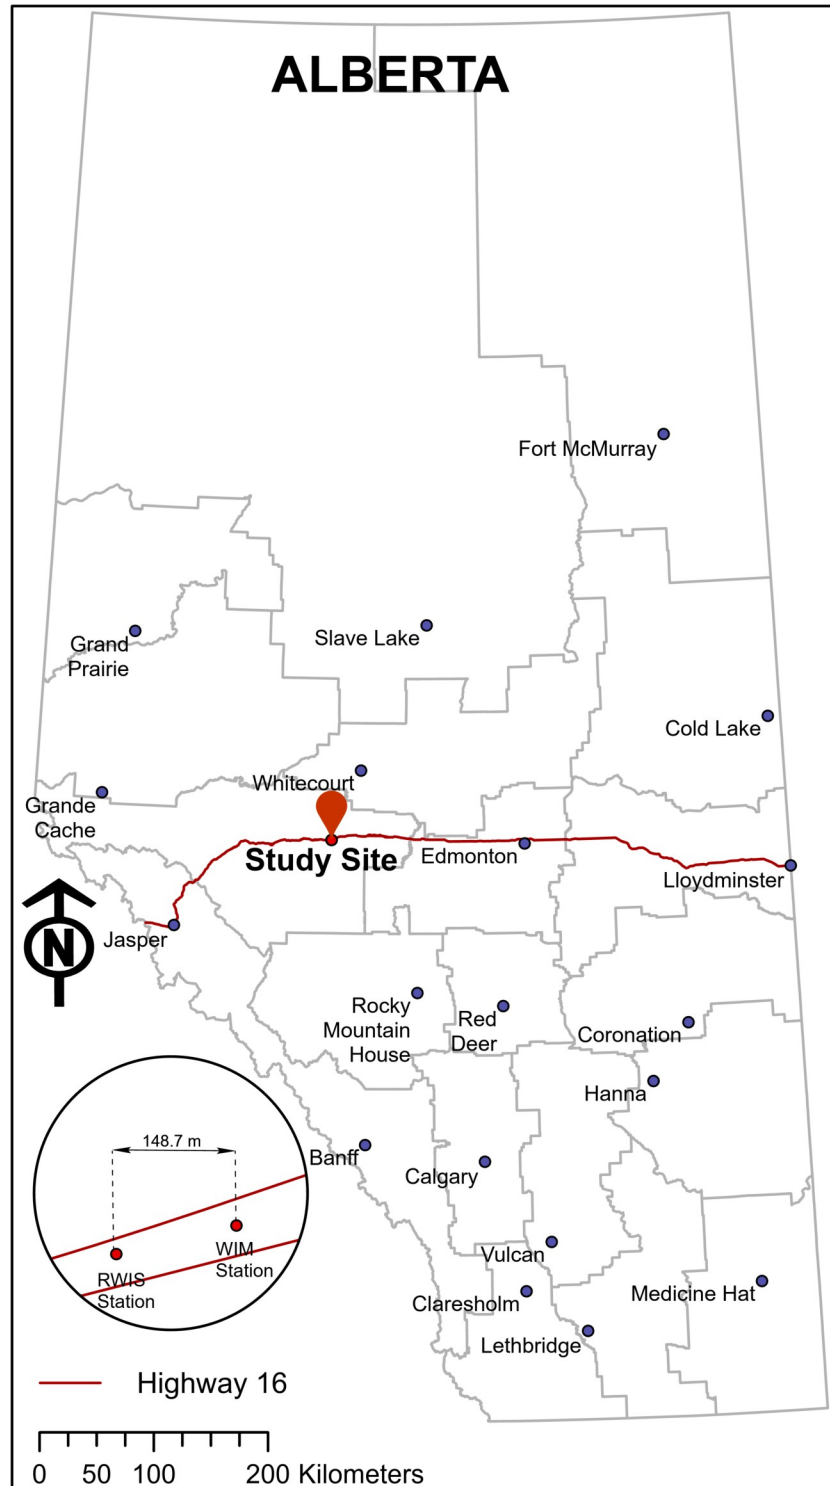 ALBERTA
Fort McMurray
Grand
Prairie
Slave Lake
Cold Lake
Whitecourt
Grande
Cache
Study Site
Edmonton
Lloydminster
Jasper
N
Rocky
Mountain
House
Red
Deer
Coronation
Hanna
148.7 m
Banff
Calgary
WIM
Station
RWIS
Station
Vulcan
Claresholm
Medicine Hat
Lethbridge
Highway 16
0 50 100 200 Kilometers